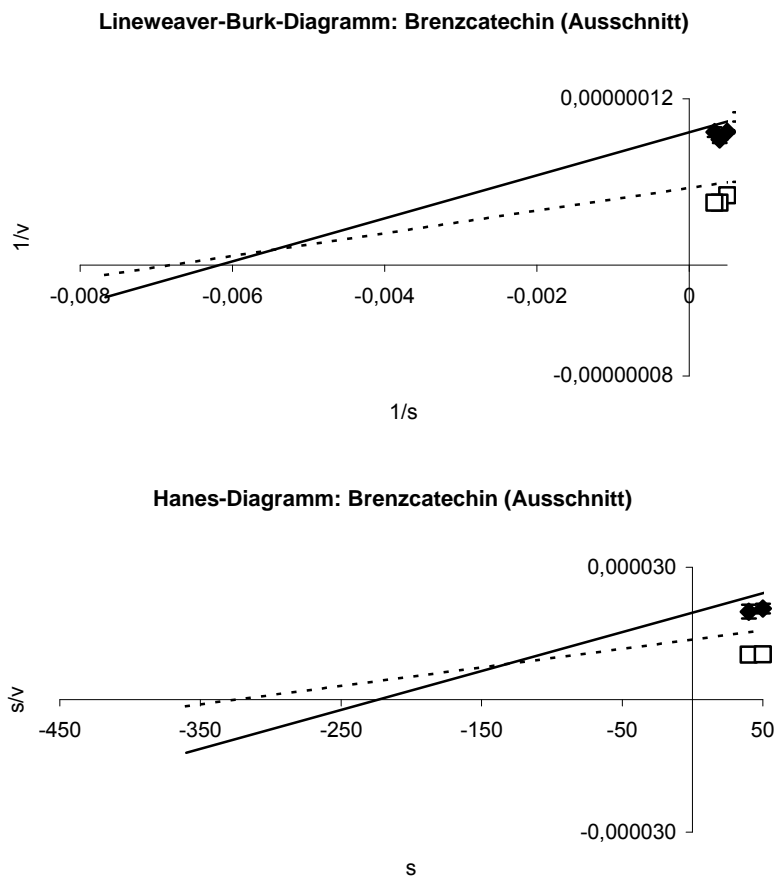 Lineweaver-Burk-Diagramm: Brenzcatechin (Ausschnitt)
0,00000012
1/v
-0,008 -0,006 -0,004 -0,002 0
-0,00000008
1/s
Hanes-Diagramm: Brenzcatechin (Ausschnitt)
0,000030
s/v
-450 -350 -250 -150 -50 50
-0,000030
s